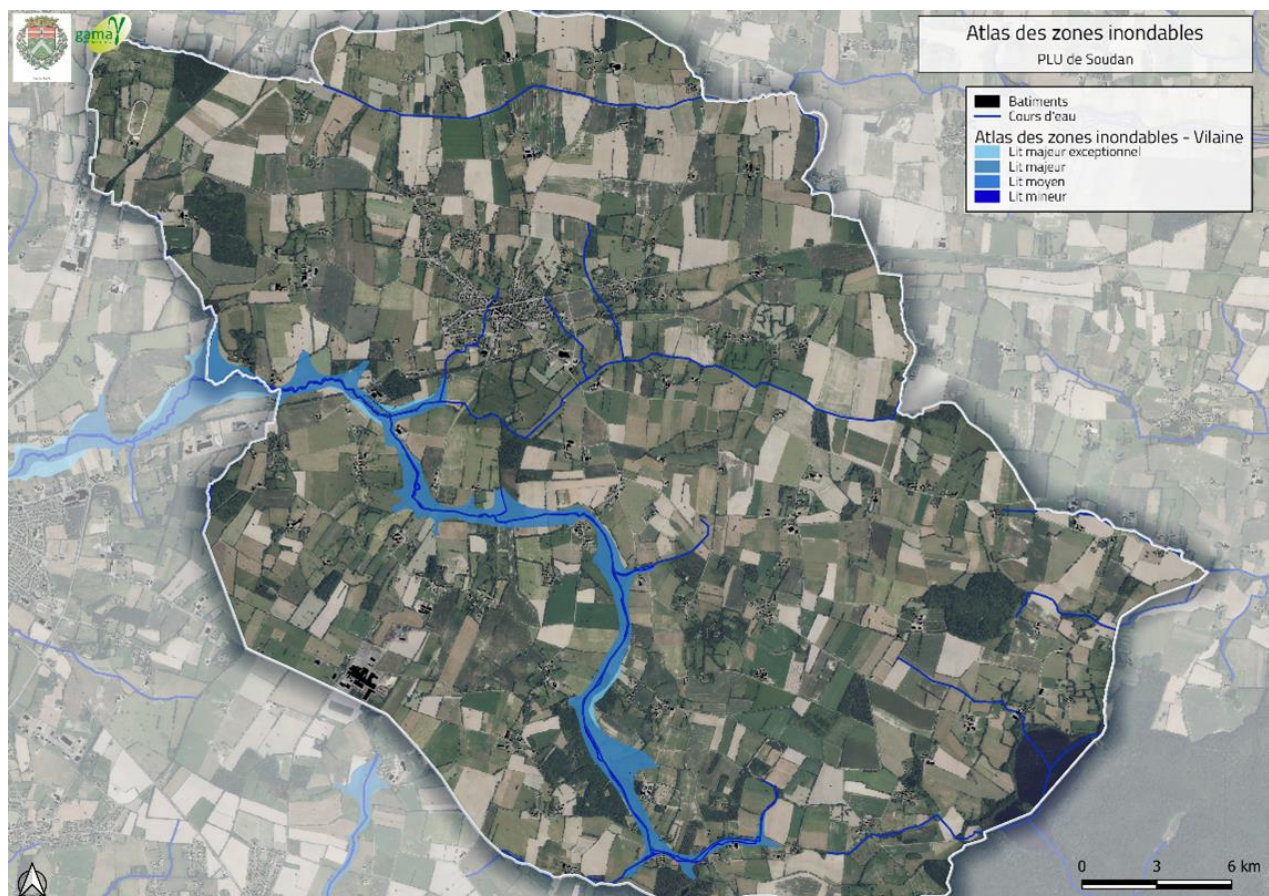 gama
Atlas des zones inondables
PLU de Soudan
Batiments
Cours d'eau
Atlas des zones inondables - Vilaine
Lit majeur exceptionnel
Lit majeur
Lit moyen
Lit mineur
0 3 6 km